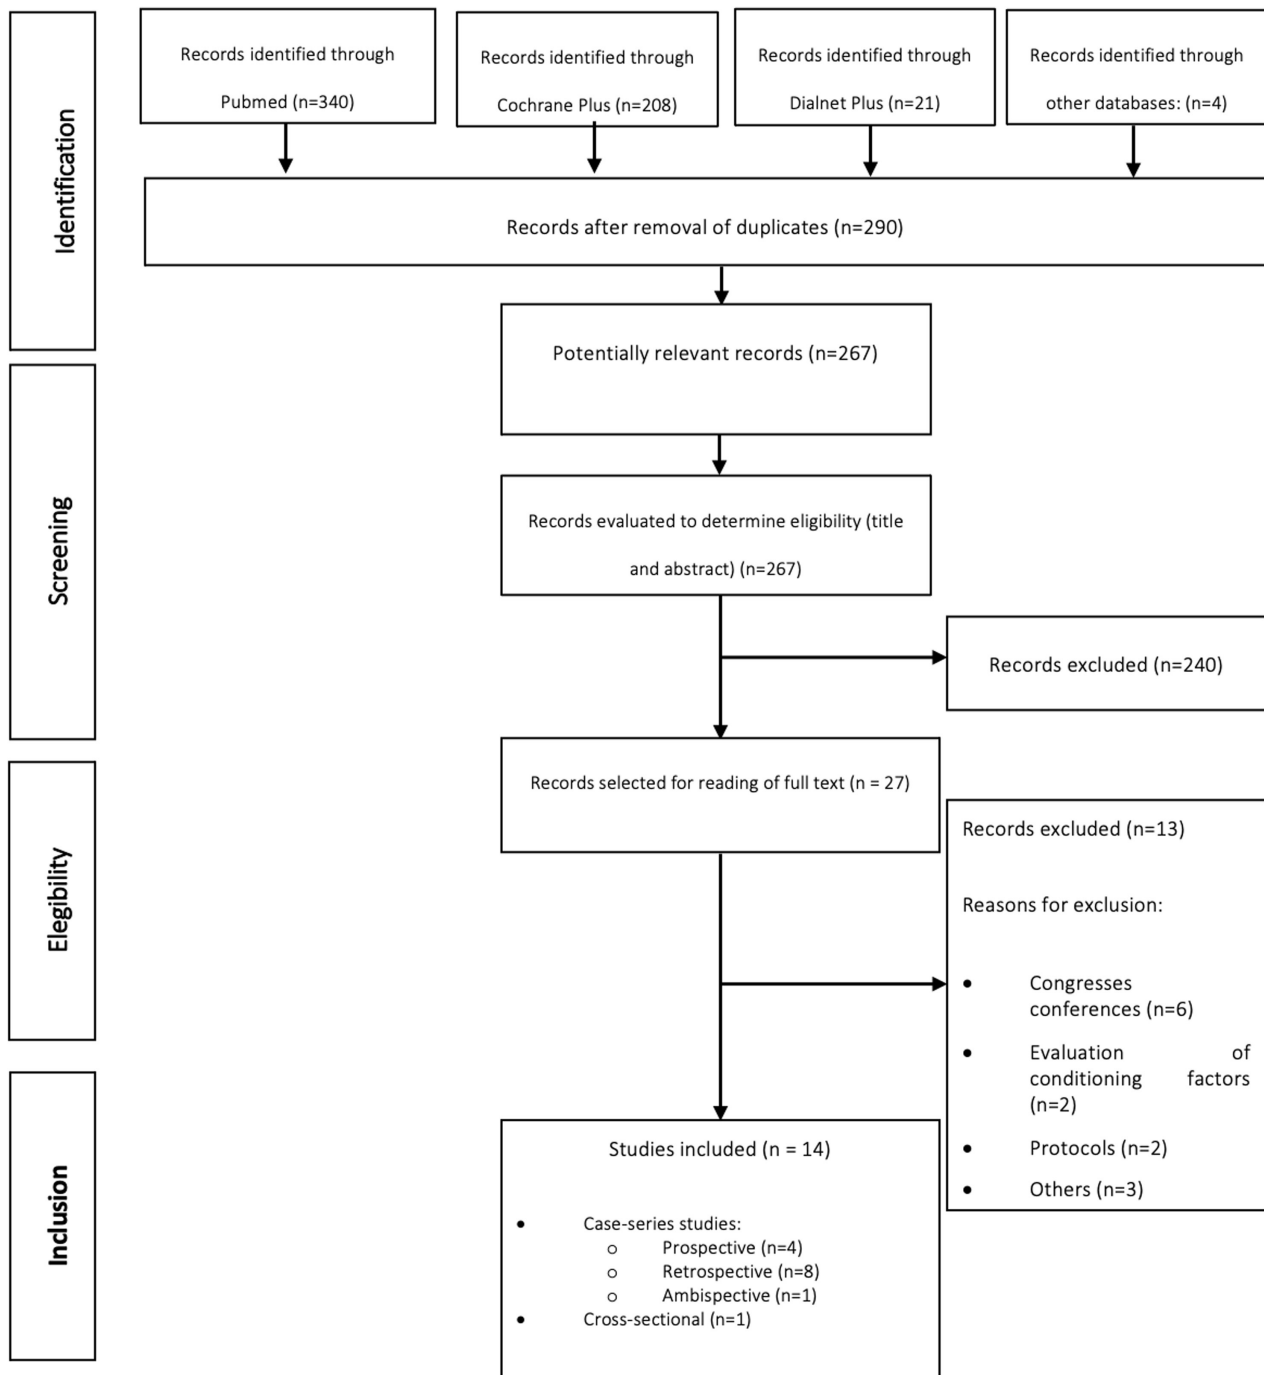 Identification
Records identified through
Pubmed (n=340)
Records identified through
Cochrane Plus (n=208)
Records identified through
Dialnet Plus (n=21)
Records identified through
other databases: (n=4)
Records after removal of duplicates (n=290)
Potentially relevant records (n=267)
Screening
Records evaluated to determine eligibility (title
and abstract) (n=267)
Records excluded (n=240)
Elegibility
Records selected for reading of full text (n = 27)
Records excluded (n=13)
Reasons for exclusion:
• Congresses
conferences (n=6)
• Evaluation of
conditioning factors
(n=2)
• Protocols (n=2)
• Others (n=3)
Inclusion
Studies included (n = 14)
• Case-series studies:
o Prospective (n=4)
o Retrospective (n=8)
o Ambispective (n=1)
• Cross-sectional (n=1)